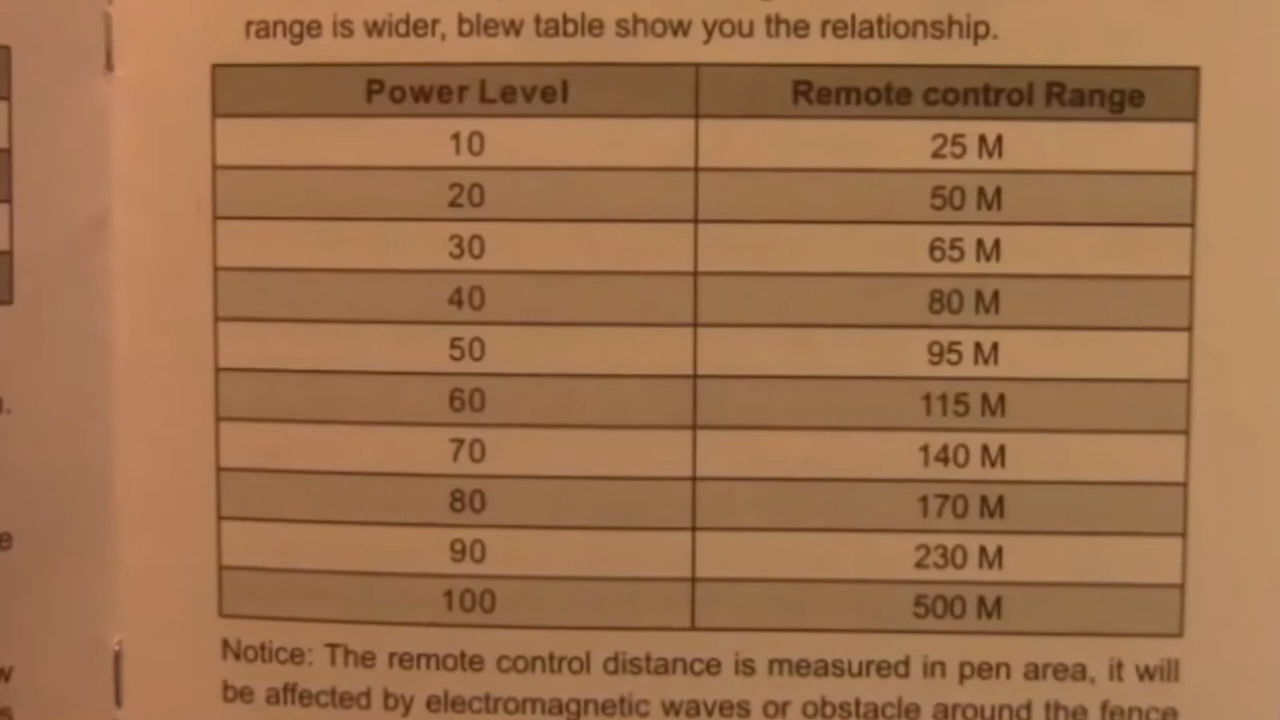 range is wider, blew table show you the relationship.
Power Level Remote control Range
10 25 M
20 50 M
30 65 M
40 80 M
50 95 M
60 115 M
70 140 M
80 170 M
90 230 M
100 500 M
Notice: The remote control distance is measured in pen area, it will
be affected by electromagnetic waves or obstacle around the fence